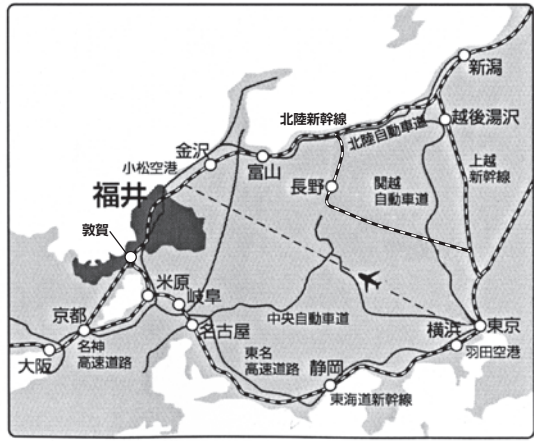 新潟
北陸新幹線
北陸自動車道
越後湯沢
金沢
小松空港
富山
長野
関越
自動車道
上越
新幹線
福井
敦賀
米原
岐阜
京都
大阪
名神
高速道路
名古屋
中央自動車道
東名
高速道路
静岡
東海道新幹線
横浜
東京
羽田空港